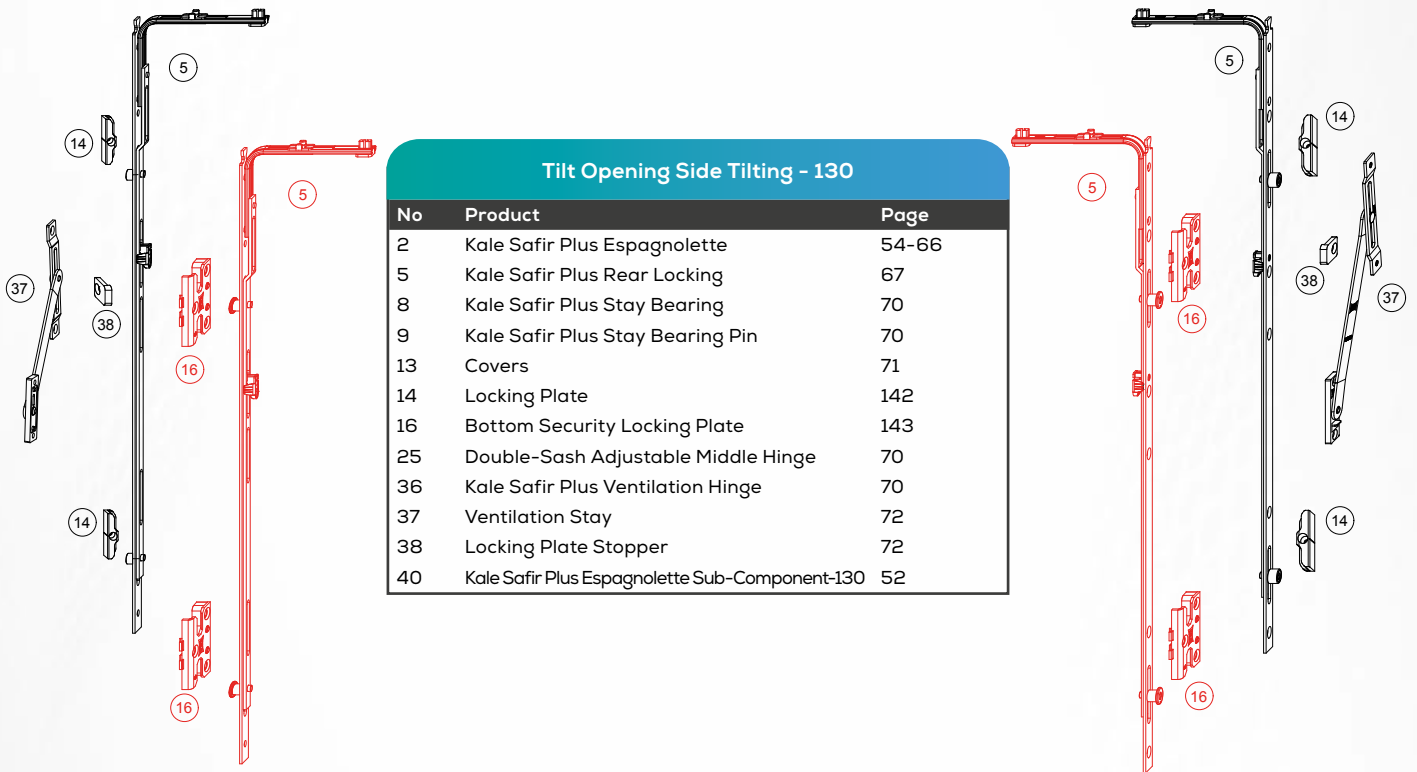 5
5
14
14
5
5
37
38
16
38
37
16
14
14
16
16
Tilt Opening Side Tilting - 130
No Product Page
2 Kale Safir Plus Espagnolette 54-66
5 Kale Safir Plus Rear Locking 67
8 Kale Safir Plus Stay Bearing 70
9 Kale Safir Plus Stay Bearing Pin 70
13 Covers 71
14 Locking Plate 142
16 Bottom Security Locking Plate 143
25 Double-Sash Adjustable Middle Hinge 70
36 Kale Safir Plus Ventilation Hinge 70
37 Ventilation Stay 72
38 Locking Plate Stopper 72
40 Kale Safir Plus Espagnolette Sub-Component-130 52